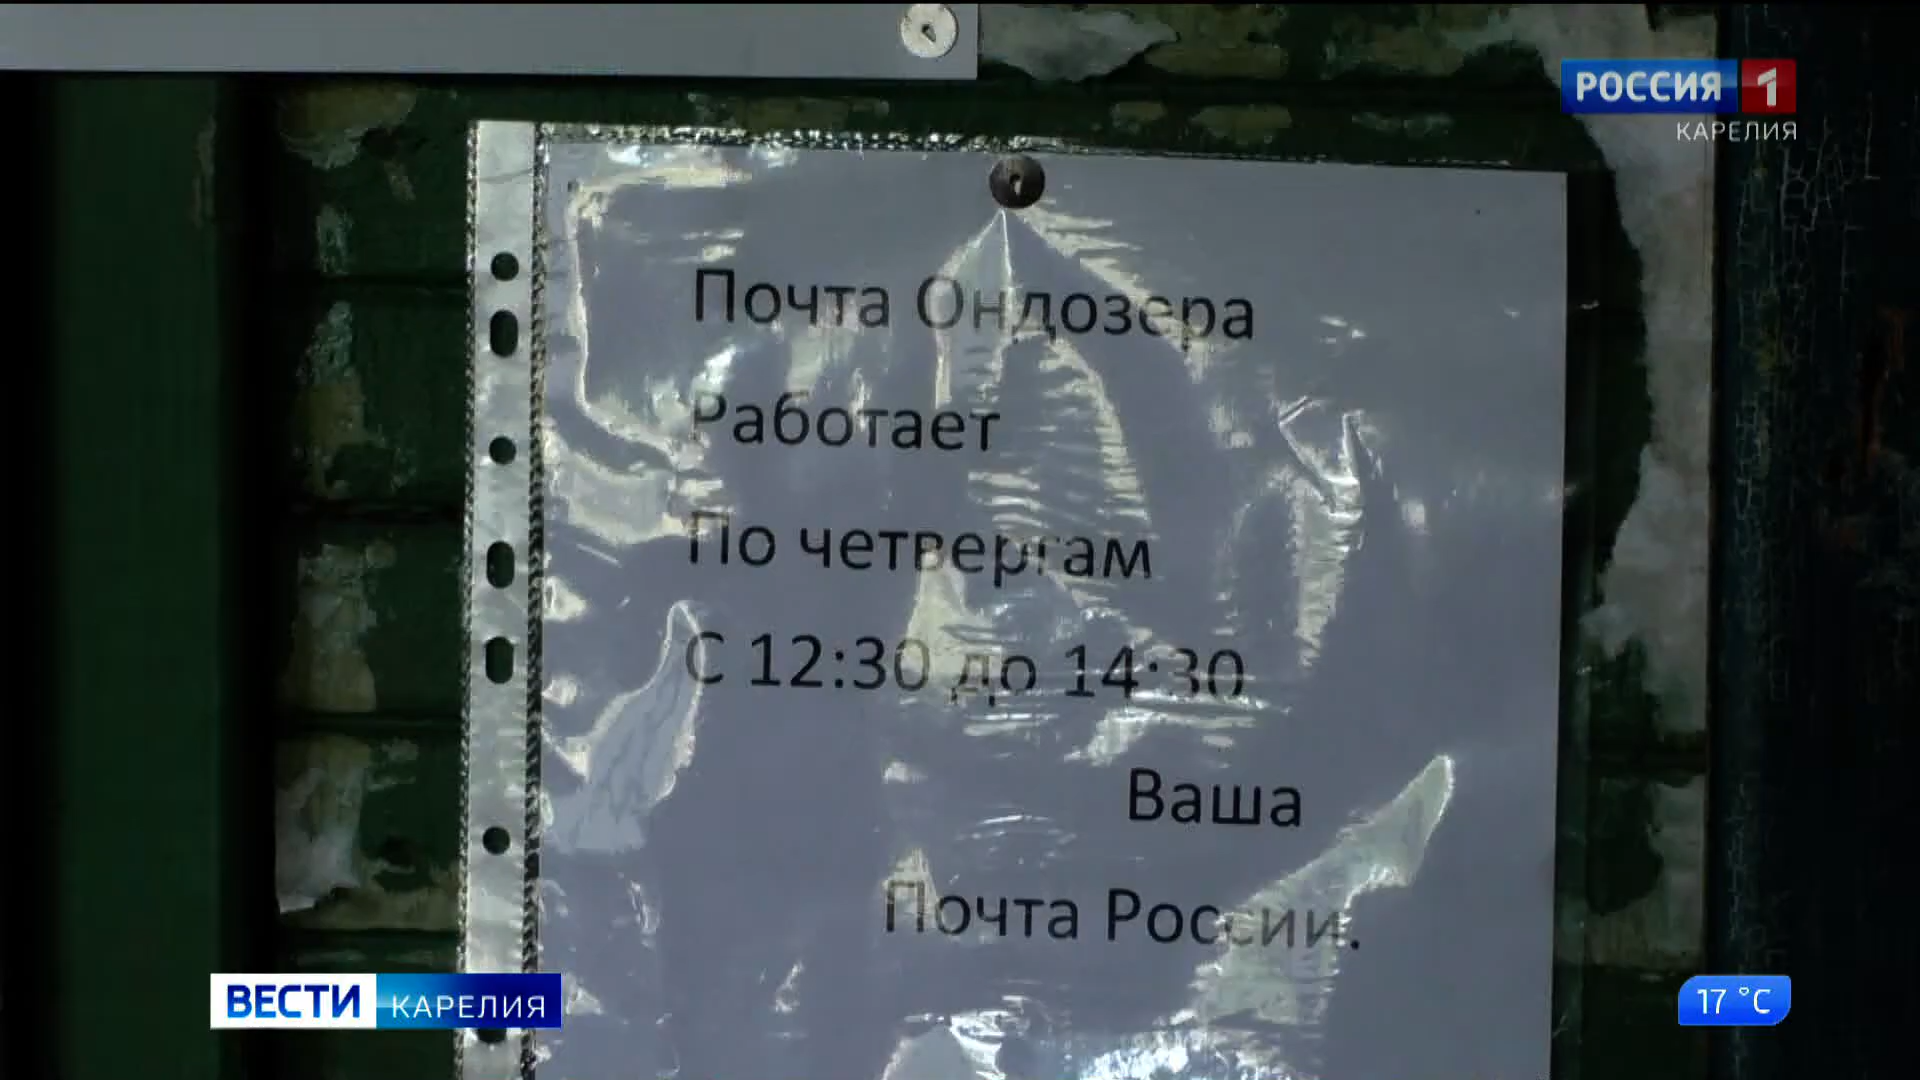 РОССИЯ 1
КАРЕЛИЯ
Почта Ондозера
Работает
По четвергам
С 12:30 до 14:30
Ваша
Почта России.
ВЕСТИ КАРЕЛИЯ
17 °C